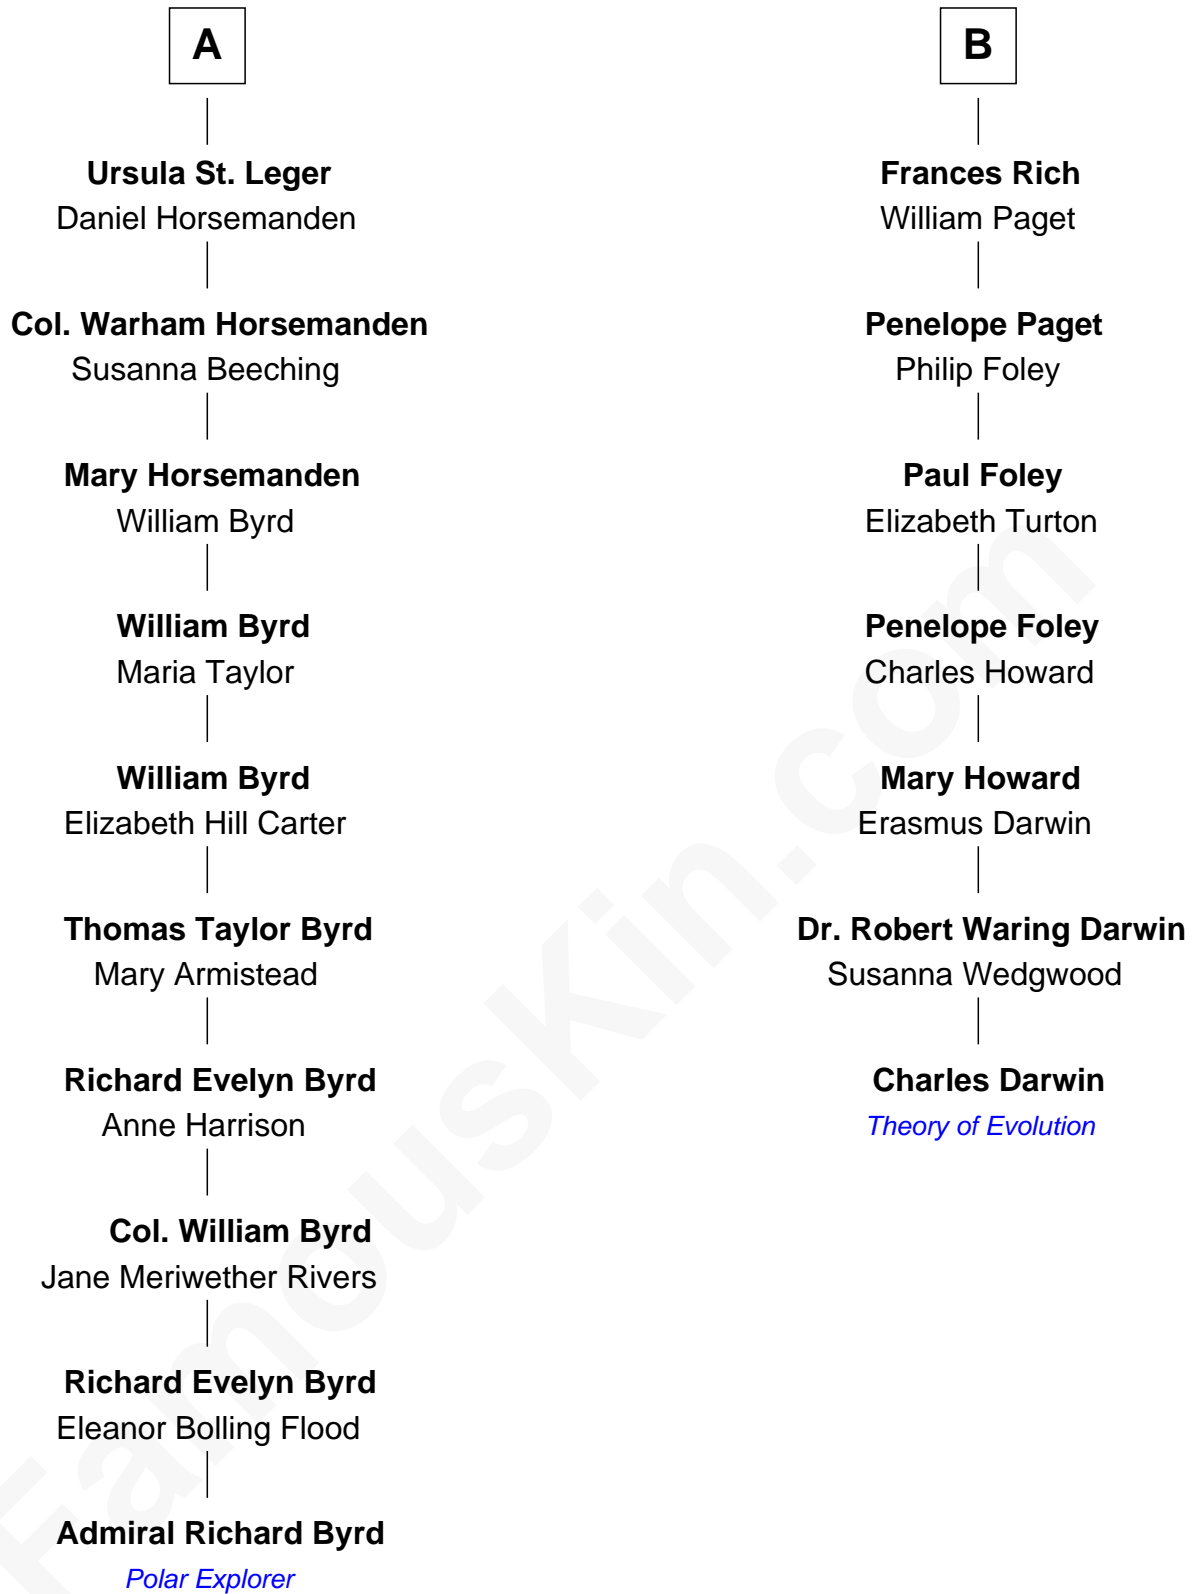 A
Ursula St. Leger
Daniel Horsemanden
Col. Warham Horsemanden
Susanna Beeching
Mary Horsemanden
William Byrd
William Byrd
Maria Taylor
William Byrd
Elizabeth Hill Carter
Thomas Taylor Byrd
Mary Armistead
Richard Evelyn Byrd
Anne Harrison
Col. William Byrd
Jane Meriwether Rivers
Richard Evelyn Byrd
Eleanor Bolling Flood
Admiral Richard Byrd
Polar Explorer
B
Frances Rich
William Paget
Penelope Paget
Philip Foley
Paul Foley
Elizabeth Turton
Penelope Foley
Charles Howard
Mary Howard
Erasmus Darwin
Dr. Robert Waring Darwin
Susanna Wedgwood
Charles Darwin
Theory of Evolution
FamousKin.com